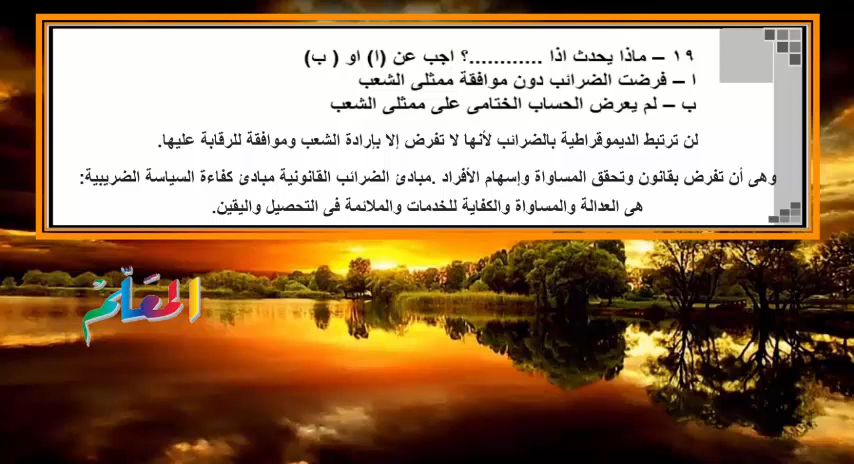 ١٩ – ماذا يحدث اذا ............؟ اجب عن (ا) او ( ب)
ا – فرضت الضرائب دون موافقة ممثلى الشعب
ب – لم يعرض الحساب الختامى على ممثلى الشعب
لن ترتبط الديموقراطية بالضرائب لأنها لا تفرض إلا بإرادة الشعب وموافقة للرقابة عليها.
وهى أن تفرض بقانون وتحقق المساواة وإسهام الأفراد .مبادئ الضرائب القانونية مبادئ كفاءة السياسة الضريبية:
هى العدالة والمساواة والكفاية للخدمات والملائمة فى التحصيل واليقين.
المعَلِّمْ